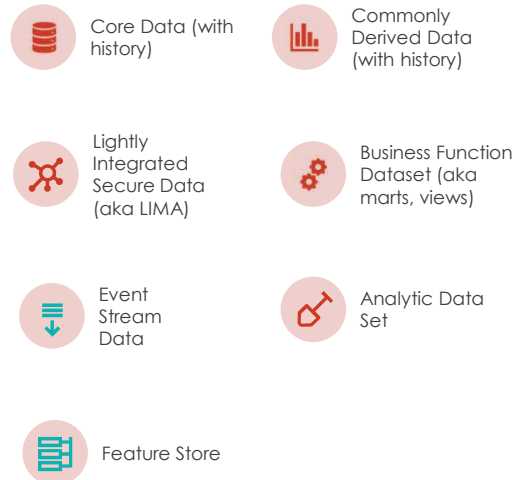 Core Data (with
history)
Commonly
Derived Data
(with history)
Lightly
Integrated
Secure Data
(aka LIMA)
Business Function
Dataset (aka
marts, views)
Event
Stream
Data
Analytic Data
Set
Feature Store